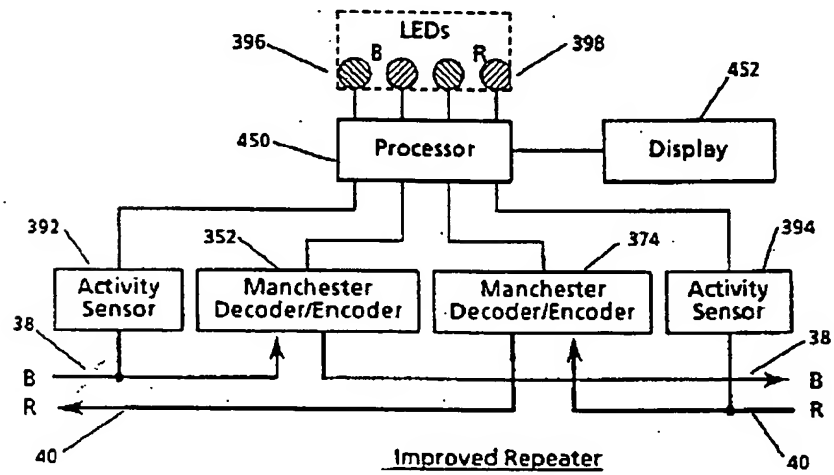 LEDs
396
B
R
398
452
450
Processor
Display
392
352
374
394
Activity
Sensor
Manchester
Decoder/Encoder
Manchester
Decoder/Encoder
Activity
Sensor
38
38
B
B
R
R
40
40
Improved Repeater